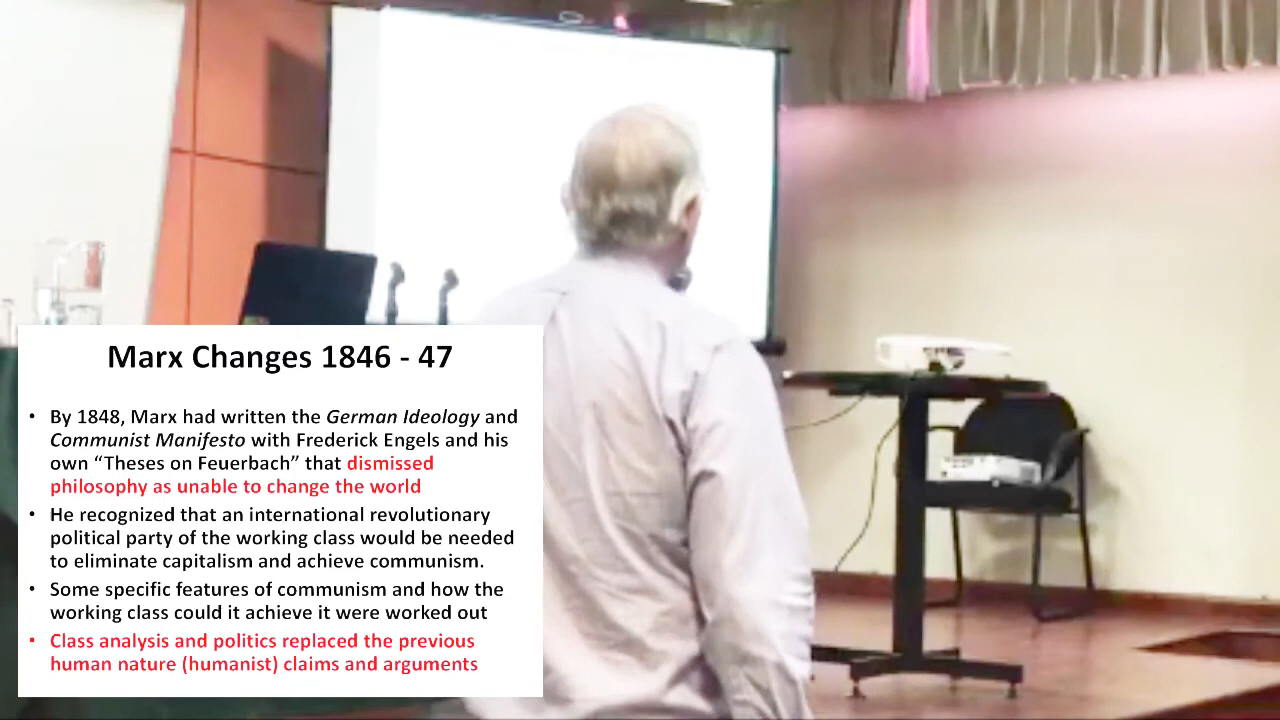 Marx Changes 1846 - 47
• By 1848, Marx had written the German Ideology and
Communist Manifesto with Frederick Engels and his
own “Theses on Feuerbach” that dismissed
philosophy as unable to change the world
• He recognized that an international revolutionary
political party of the working class would be needed
to eliminate capitalism and achieve communism.
• Some specific features of communism and how the
working class could it achieve it were worked out
• Class analysis and politics replaced the previous
human nature (humanist) claims and arguments